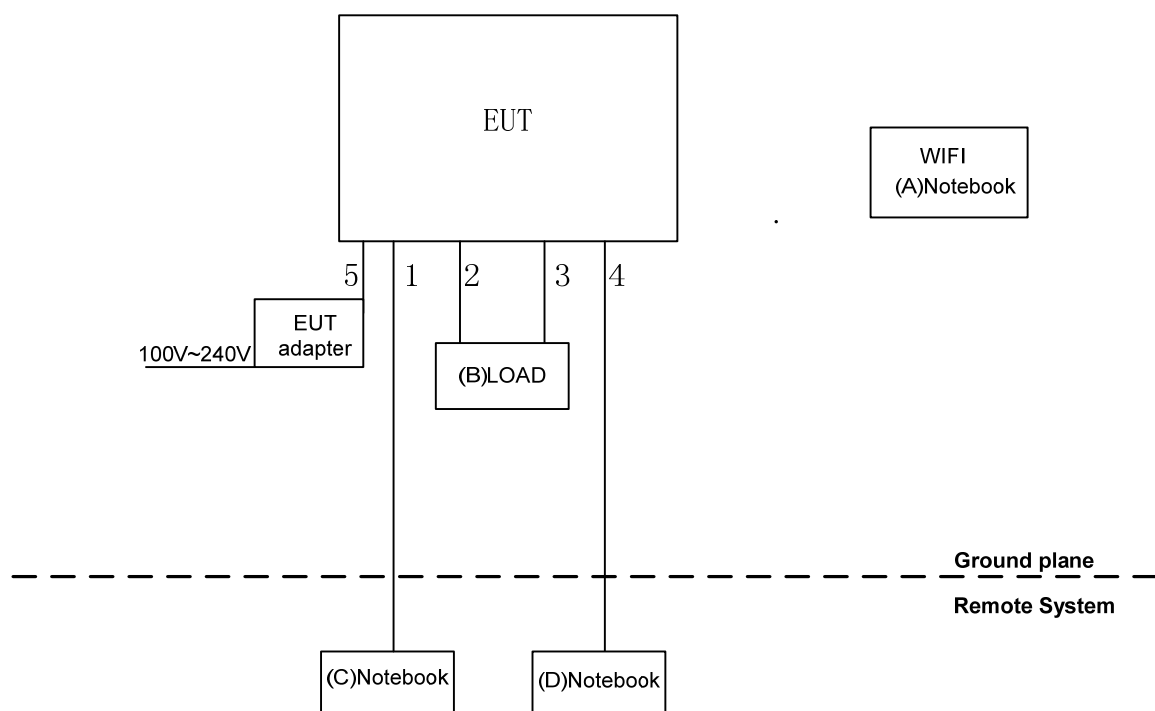 EUT
WIFI
(A)Notebook
5
1
2
3
4
EUT
adapter
100V~240V
(B)LOAD
Ground plane
Remote System
(C)Notebook
(D)Notebook